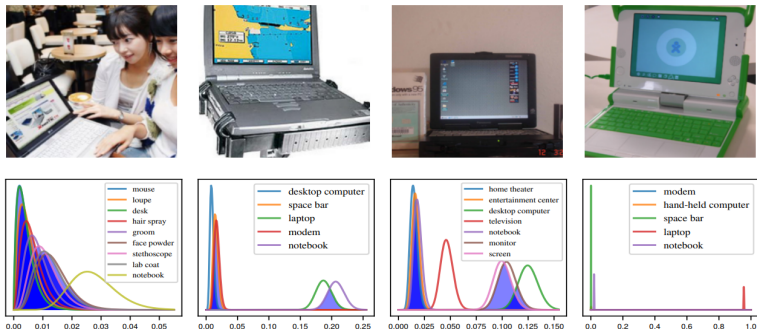 Windows 95
12 32
mouse
loupe
desk
hair spray
groom
face powder
stethoscope
lab coat
notebook
0.00 0.01 0.02 0.03 0.04 0.05
desktop computer
space bar
laptop
modem
notebook
0.00 0.05 0.10 0.15 0.20 0.25
home theater
entertainment center
desktop computer
television
notebook
monitor
screen
0.000 0.025 0.050 0.075 0.100 0.125 0.150
modem
hand-held computer
space bar
laptop
notebook
0.0 0.2 0.4 0.6 0.8 1.0